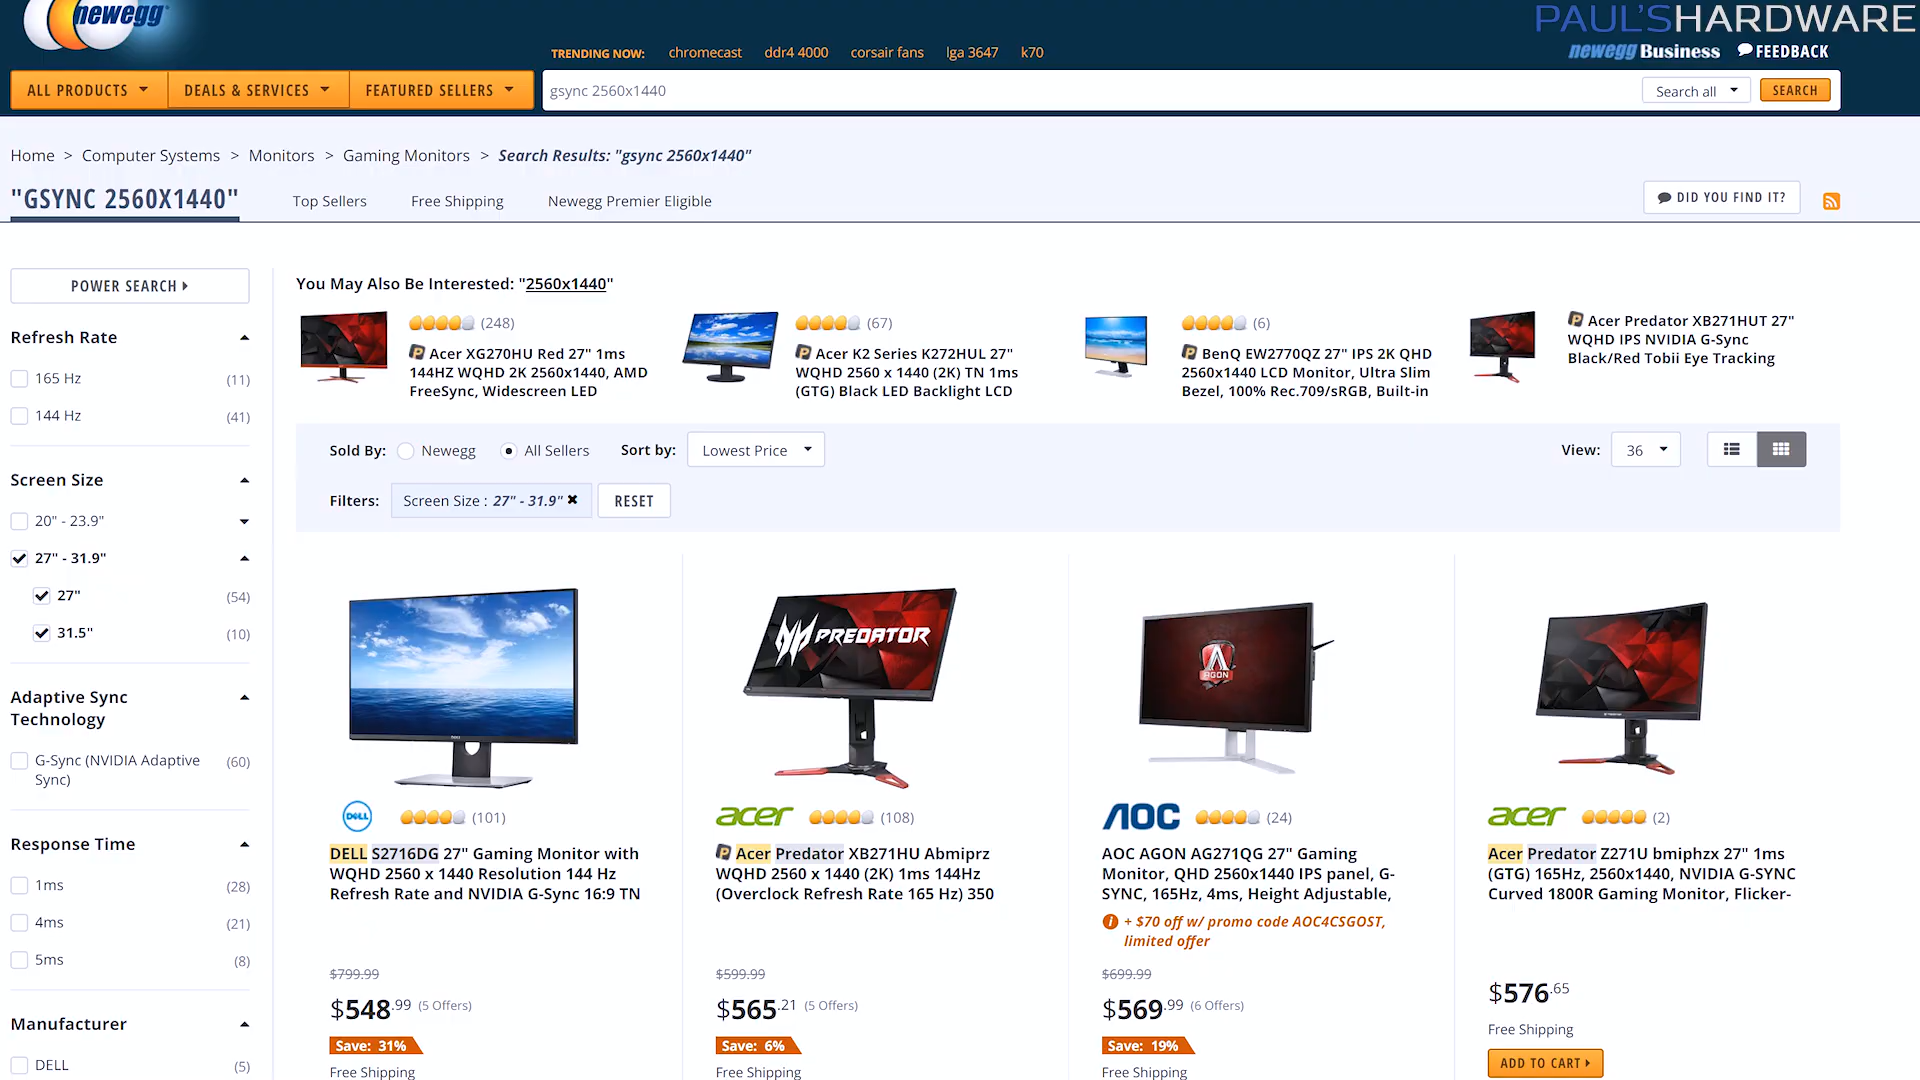 newegg
PAUL'SHARDWARE
TRENDING NOW: chromecast ddr4 4000 corsair fans lga 3647 k70
newegg Business FEEDBACK
ALL PRODUCTS DEALS & SERVICES FEATURED SELLERS gsync 2560x1440 Search all SEARCH
Home > Computer Systems > Monitors > Gaming Monitors > Search Results: "gsync 2560x1440"
"GSYNC 2560X1440" Top Sellers Free Shipping Newegg Premier Eligible DID YOU FIND IT?
POWER SEARCH
Refresh Rate
165 Hz (11)
144 Hz (41)
Screen Size
20" - 23.9"
27" - 31.9"
27" (54)
31.5" (10)
Adaptive Sync
Technology
G-Sync (NVIDIA Adaptive (60)
Sync)
Response Time
1ms (28)
4ms (21)
5ms (8)
Manufacturer
DELL (5)
You May Also Be Interested: "2560x1440"
(248)
Acer XG270HU Red 27" 1ms
144HZ WQHD 2K 2560x1440, AMD
FreeSync, Widescreen LED
(67)
Acer K2 Series K272HUL 27"
WQHD 2560 x 1440 (2K) TN 1ms
(GTG) Black LED Backlight LCD
(6)
BenQ EW2770QZ 27" IPS 2K QHD
2560x1440 LCD Monitor, Ultra Slim
Bezel, 100% Rec.709/sRGB, Built-in
Acer Predator XB271HUT 27"
WQHD IPS NVIDIA G-Sync
Black/Red Tobii Eye Tracking
Sold By: Newegg All Sellers Sort by: Lowest Price View: 36
Filters: Screen Size : 27" - 31.9" RESET
DELL (101)
DELL S2716DG 27" Gaming Monitor with
WQHD 2560 x 1440 Resolution 144 Hz
Refresh Rate and NVIDIA G-Sync 16:9 TN
$799.99
$548.99 (5 Offers)
Save: 31%
Free Shipping
PREDATOR
acer (108)
Acer Predator XB271HU Abmiprz
WQHD 2560 x 1440 (2K) 1ms 144Hz
(Overclock Refresh Rate 165 Hz) 350
$599.99
$565.21 (5 Offers)
Save: 6%
Free Shipping
AGON
AOC (24)
AOC AGON AG271QG 27" Gaming
Monitor, QHD 2560x1440 IPS panel, G-
SYNC, 165Hz, 4ms, Height Adjustable,
+ $70 off w/ promo code AOC4CSGOST,
limited offer
$699.99
$569.99 (6 Offers)
Save: 19%
Free Shipping
acer (2)
Acer Predator Z271U bmiphzx 27" 1ms
(GTG) 165Hz, 2560x1440, NVIDIA G-SYNC
Curved 1800R Gaming Monitor, Flicker-
$576.65
Free Shipping
ADD TO CART